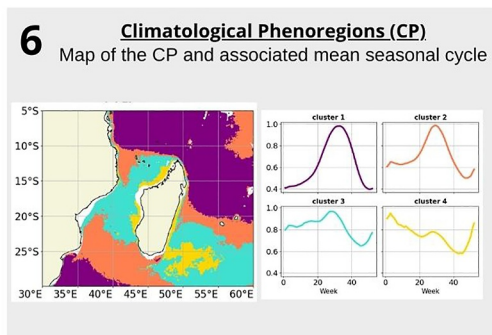 6
Climatological Phenoregions (CP)
Map of the CP and associated mean seasonal cycle
5°S
10°S
15°S
20°S
25°S
30°E 35°E 40°E 45°E 50°E 55°E 60°E
cluster 1
cluster 2
1.0
0.8
0.6
0.4
cluster 3
cluster 4
1.0
0.8
0.6
0.4
0 20 40
0 20 40
Week
Week